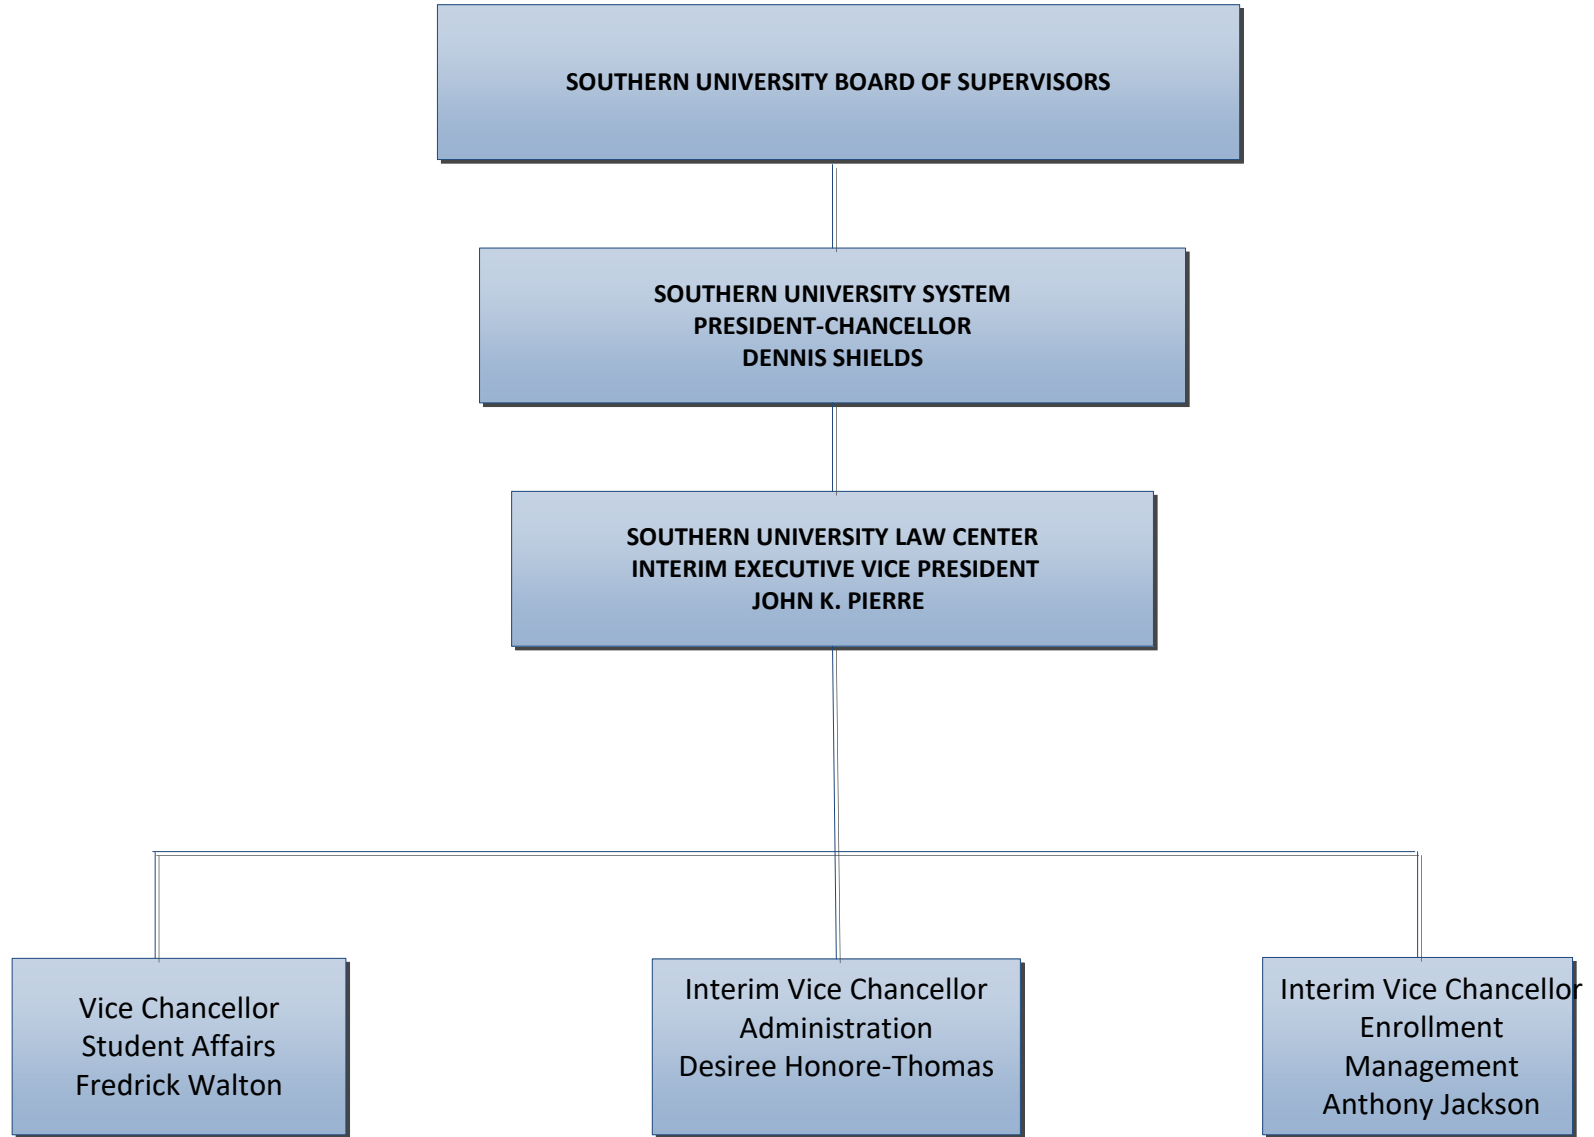 SOUTHERN UNIVERSITY BOARD OF SUPERVISORS
SOUTHERN UNIVERSITY SYSTEM
PRESIDENT-CHANCELLOR
DENNIS SHIELDS
SOUTHERN UNIVERSITY LAW CENTER
INTERIM EXECUTIVE VICE PRESIDENT
JOHN K. PIERRE
Vice Chancellor
Student Affairs
Fredrick Walton
Interim Vice Chancellor
Administration
Desiree Honore-Thomas
Interim Vice Chancellor
Enrollment
Management
Anthony Jackson